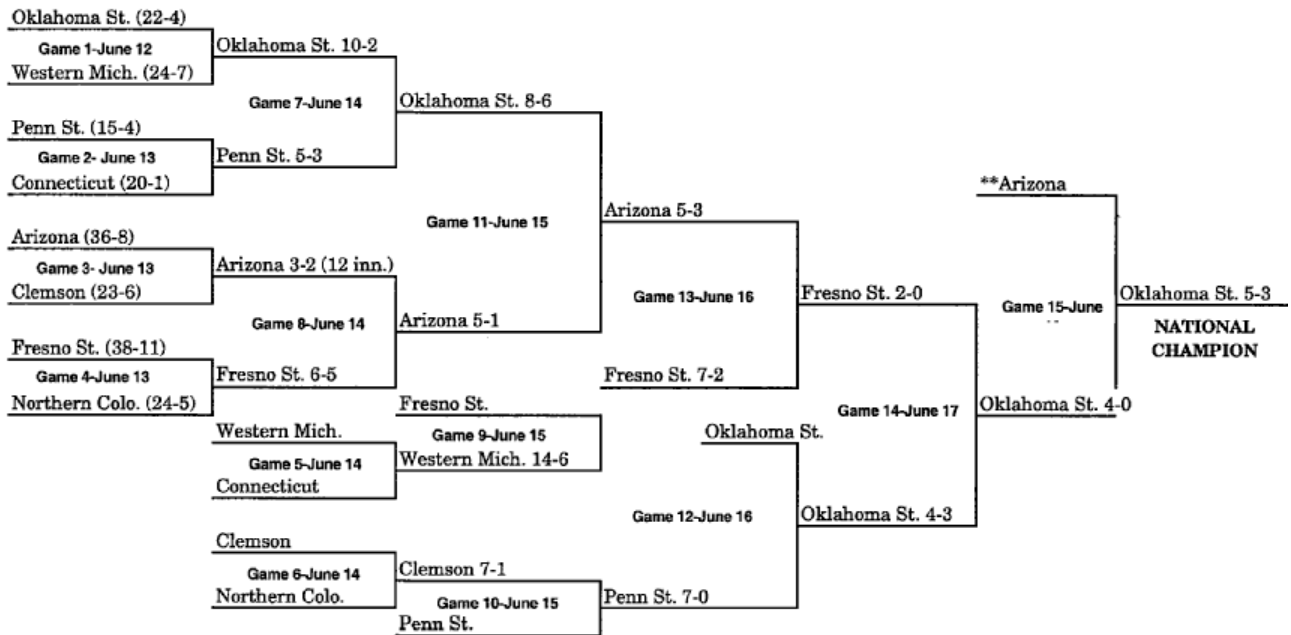 Oklahoma St. (22-4)
Game 1-June 12
Western Mich. (24-7)
Oklahoma St. 10-2
Game 7-June 14
Penn St. (15-4)
Game 2- June 13
Connecticut (20-1)
Penn St. 5-3
Oklahoma St. 8-6
Game 11-June 15
Arizona (36-8)
Game 3- June 13
Clemson (23-6)
Arizona 3-2 (12 inn.)
Game 8-June 14
Fresno St. (38-11)
Game 4-June 13
Northern Colo. (24-5)
Fresno St. 6-5
Arizona 5-1
Arizona 5-3
Game 13-June 16
Fresno St. 7-2
Fresno St. 2-0
Fresno St.
Game 9-June 15
Western Mich. 14-6
Western Mich.
Game 5-June 14
Connecticut
Clemson
Game 6-June 14
Northern Colo.
Clemson 7-1
Game 10-June 15
Penn St.
Penn St. 7-0
Oklahoma St.
Game 12-June 16
Oklahoma St. 4-3
Game 14-June 17
Oklahoma St. 4-0
**Arizona
Game 15-June
Oklahoma St. 5-3
NATIONAL
CHAMPION